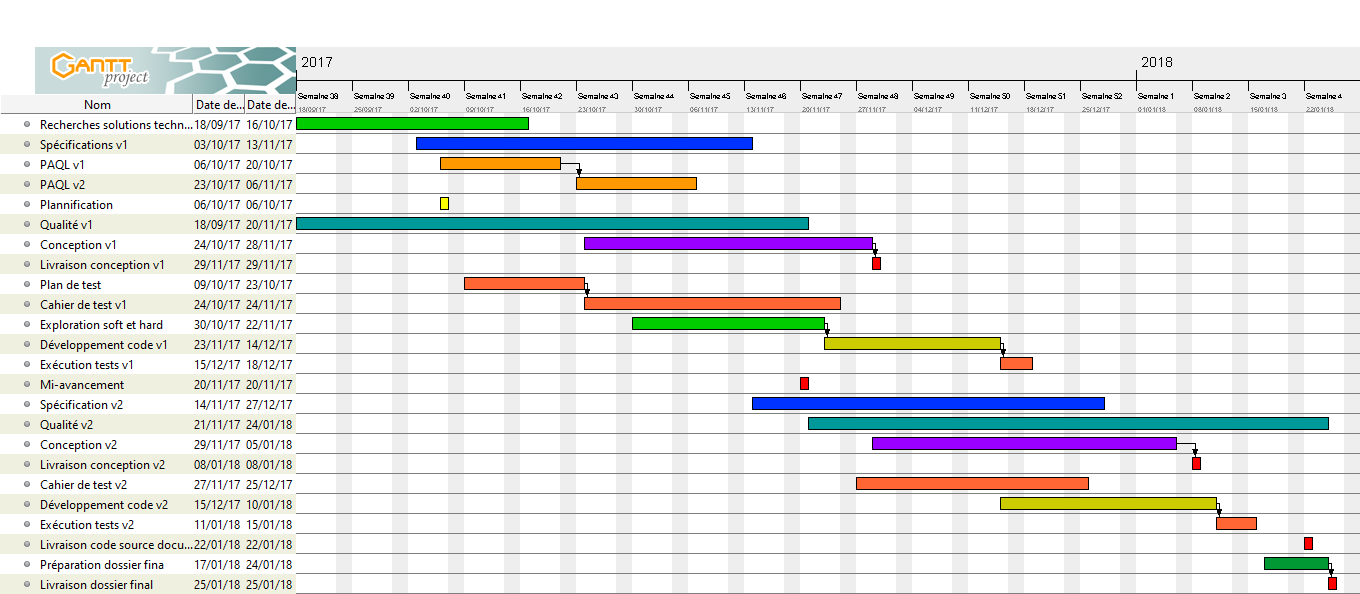 GANTT project
2017 2018
Semaine 38 Semaine 39 Semaine 40 Semaine 41 Semaine 42 Semaine 43 Semaine 44 Semaine 45 Semaine 46 Semaine 47 Semaine 48 Semaine 49 Semaine 50 Semaine 51 Semaine 52 Semaine 1 Semaine 2 Semaine 3 Semaine 4
Nom Date de... Date de...
18/09/17 25/09/17 02/10/17 09/10/17 16/10/17 23/10/17 30/10/17 06/11/17 13/11/17 20/11/17 27/11/17 04/12/17 11/12/17 18/12/17 25/12/17 01/01/18 08/01/18 15/01/18 22/01/18
Recherches solutions techn... 18/09/17 16/10/17
Spécifications v1 03/10/17 13/11/17
PAQL v1 06/10/17 20/10/17
PAQL v2 23/10/17 06/11/17
Plannification 06/10/17 06/10/17
Qualité v1 18/09/17 20/11/17
Conception v1 24/10/17 28/11/17
Livraison conception v1 29/11/17 29/11/17
Plan de test 09/10/17 23/10/17
Cahier de test v1 24/10/17 24/11/17
Exploration soft et hard 30/10/17 22/11/17
Développement code v1 23/11/17 14/12/17
Exécution tests v1 15/12/17 18/12/17
Mi-avancement 20/11/17 20/11/17
Spécification v2 14/11/17 27/12/17
Qualité v2 21/11/17 24/01/18
Conception v2 29/11/17 05/01/18
Livraison conception v2 08/01/18 08/01/18
Cahier de test v2 27/11/17 25/12/17
Développement code v2 15/12/17 10/01/18
Exécution tests v2 11/01/18 15/01/18
Livraison code source docu... 22/01/18 22/01/18
Préparation dossier fina 17/01/18 24/01/18
Livraison dossier final 25/01/18 25/01/18